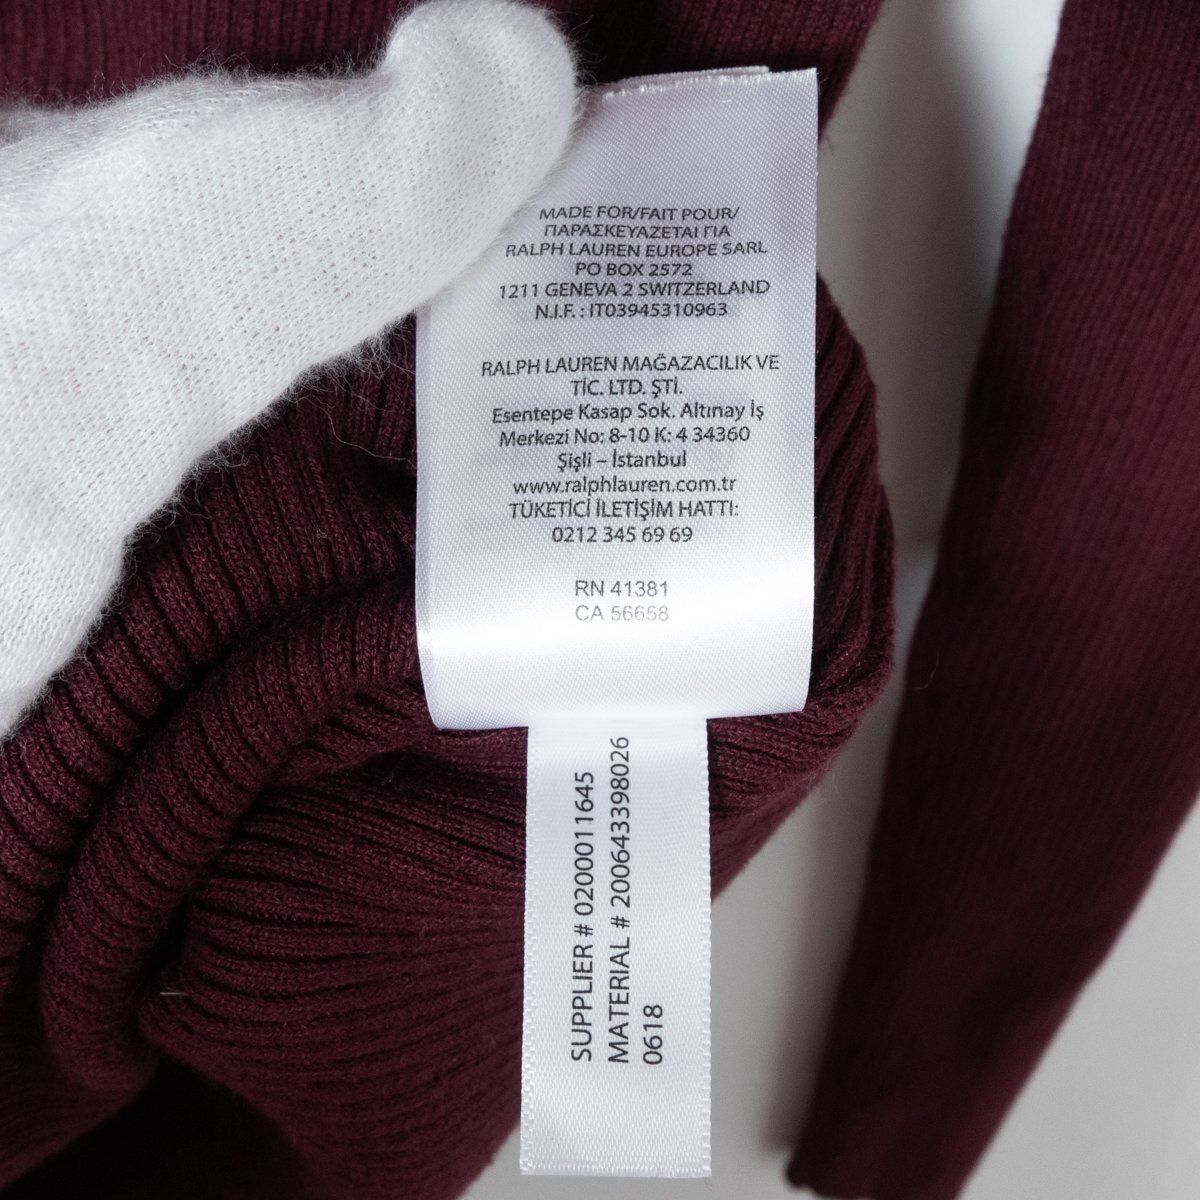 MADE FOR/FAIT POUR/
ΠΑΡΑΣΚΕΥΑΖΕΤΑΙ ΓΙΑ
RALPH LAUREN EUROPE SARL
PO BOX 2572
1211 GENEVA 2 SWITZERLAND
N.I.F. : IT03945310963
RALPH LAUREN MAĞAZACILIK VE
TİC. LTD. ŞTİ.
Esentepe Kasap Sok. Altınay İş
Merkezi No: 8-10 K: 4 34360
Şişli – İstanbul
www.ralphlauren.com.tr
TÜKETİCİ İLETİŞİM HATTI:
0212 345 69 69
RN 41381
CA 56658
SUPPLIER # 0200011645
MATERIAL # 200643398026
0618